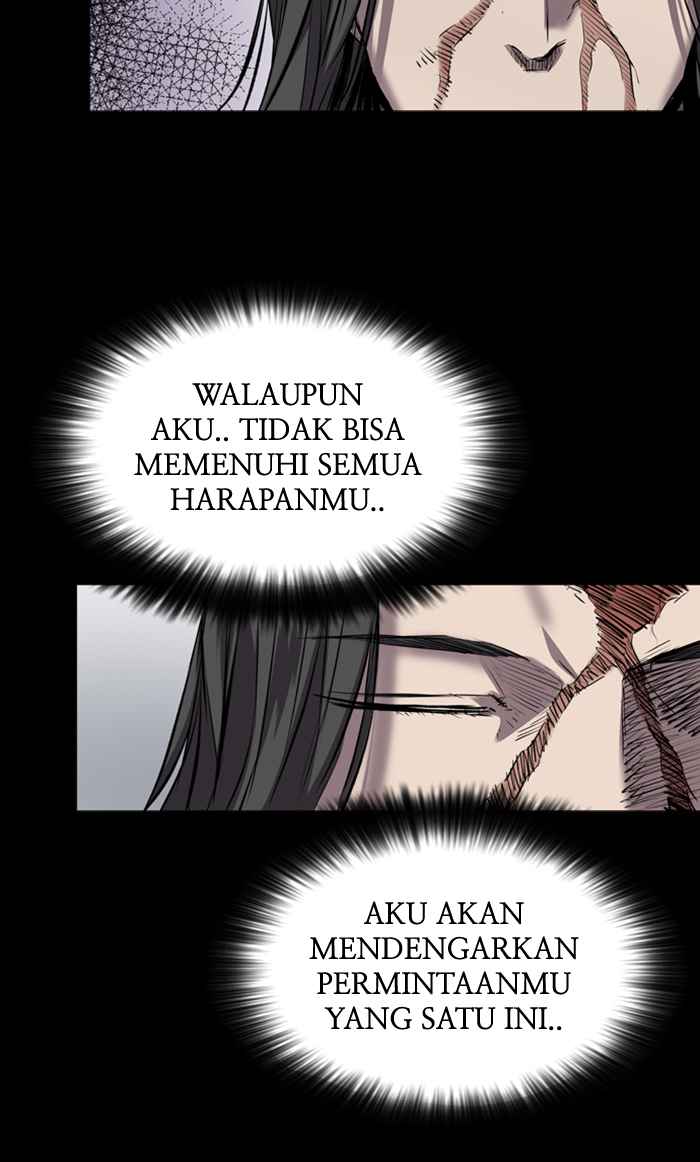 WALAUPUN
AKU.. TIDAK BISA
MEMENUHI SEMUA
HARAPANMU..
AKU AKAN
MENDENGARKAN
PERMINTAANMU
YANG SATU INI..